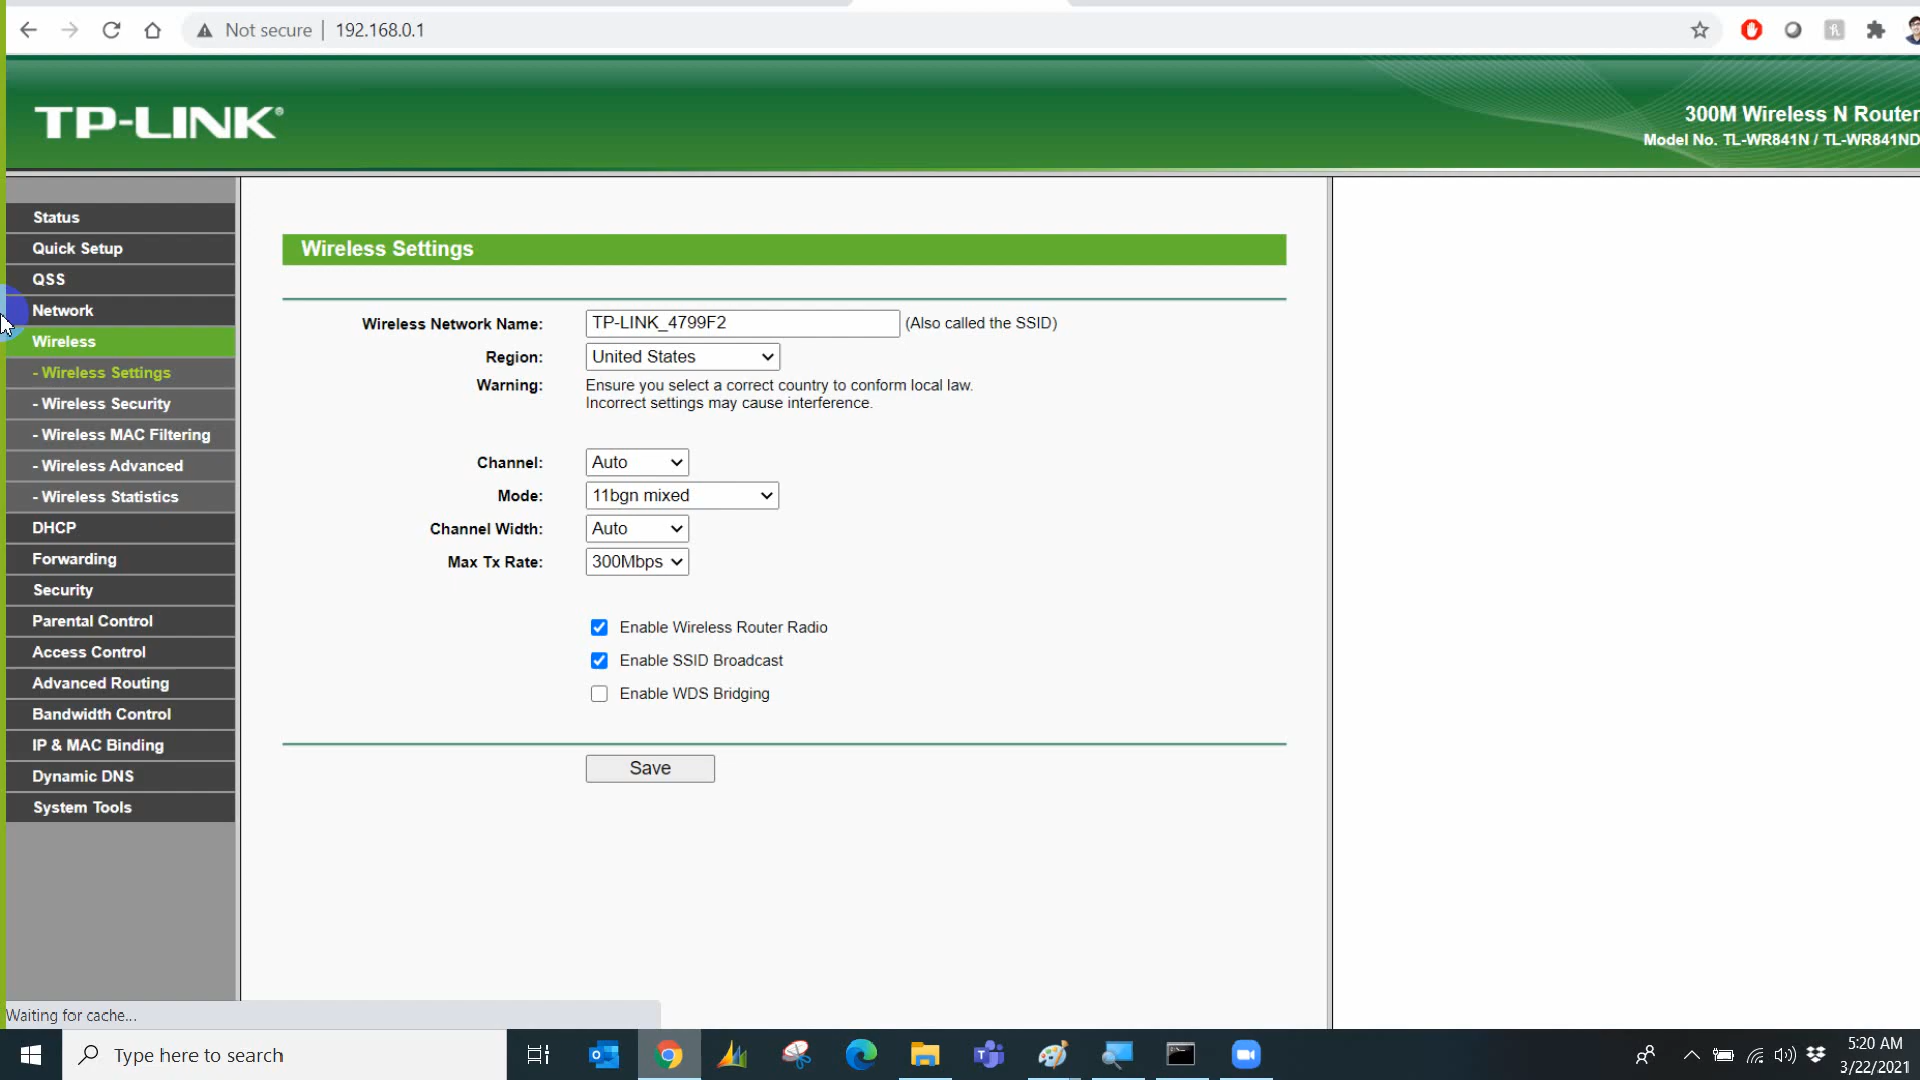 Not secure | 192.168.0.1
TP-LINK®
300M Wireless N Router
Model No. TL-WR841N / TL-WR841ND
Status
Quick Setup
QSS
Network
Wireless
- Wireless Settings
- Wireless Security
- Wireless MAC Filtering
- Wireless Advanced
- Wireless Statistics
DHCP
Forwarding
Security
Parental Control
Access Control
Advanced Routing
Bandwidth Control
IP & MAC Binding
Dynamic DNS
System Tools
Wireless Settings
Wireless Network Name: TP-LINK_4799F2 (Also called the SSID)
Region: United States
Warning: Ensure you select a correct country to conform local law.
Incorrect settings may cause interference.
Channel: Auto
Mode: 11bgn mixed
Channel Width: Auto
Max Tx Rate: 300Mbps
Enable Wireless Router Radio
Enable SSID Broadcast
Enable WDS Bridging
Save
Waiting for cache...
Type here to search
5:20 AM
3/22/2021